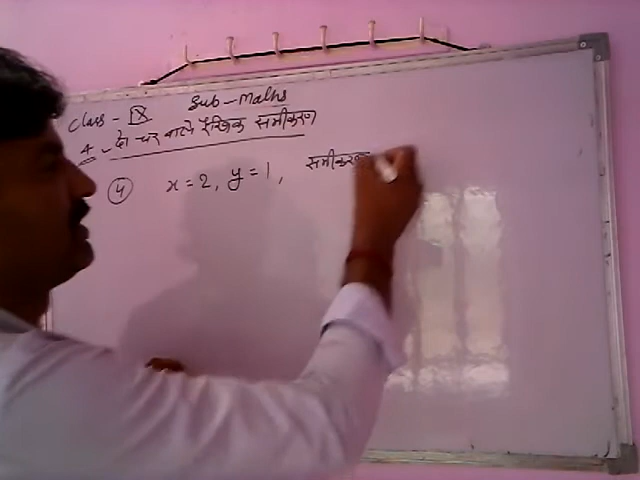 Class - IX Sub - Maths
4. दो चर वाले रैखिक समीकरण
4 x = 2, y = 1, समीकरण